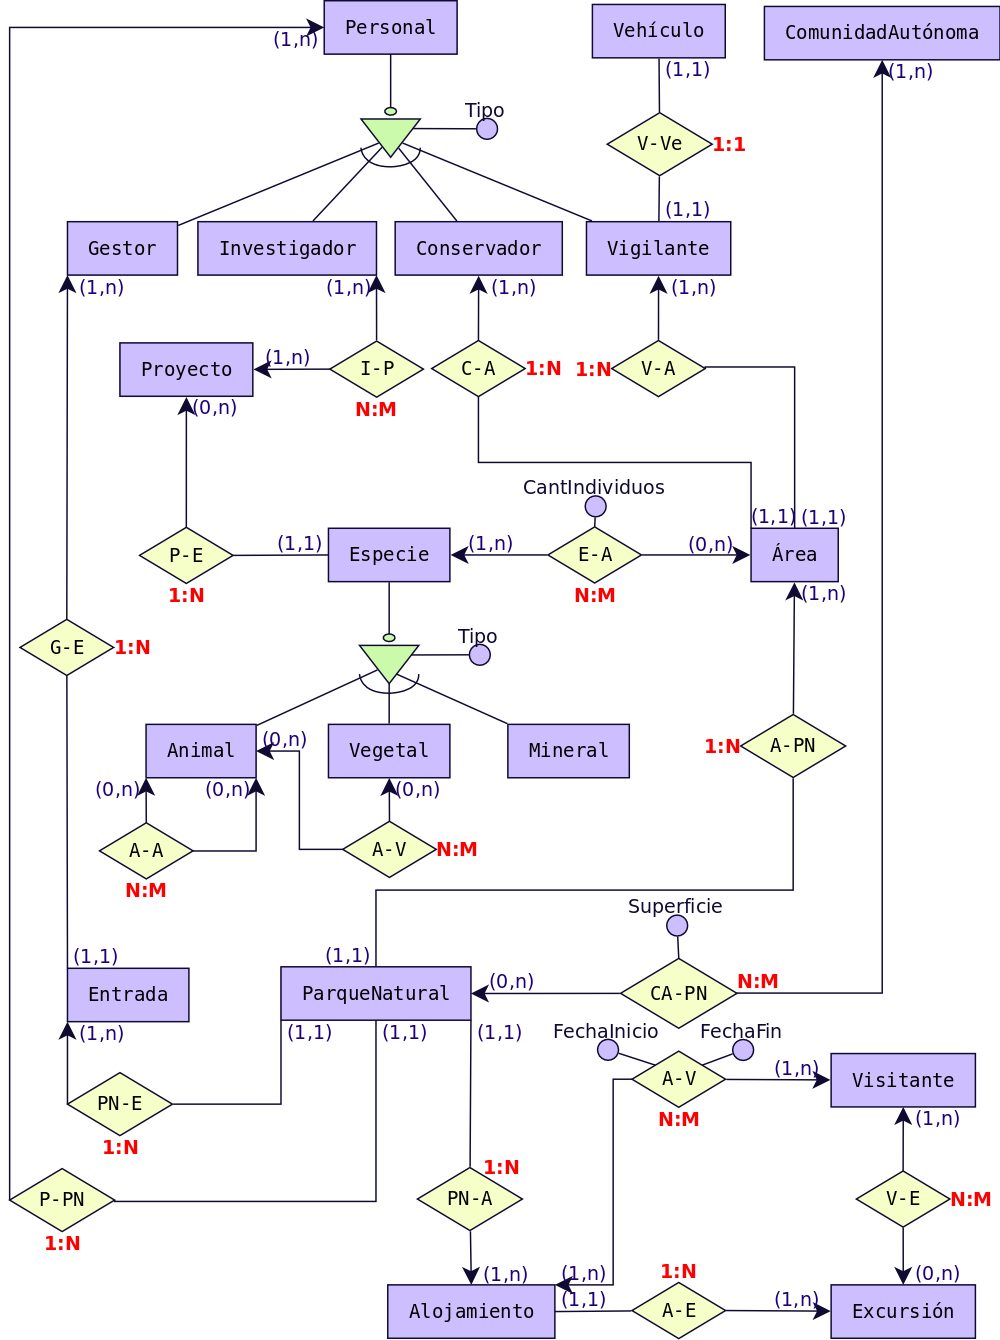 Personal
Vehículo
ComunidadAutónoma
(1,n)
(1,1)
(1,n)
Tipo
V-Ve
1:1
(1,1)
Gestor
Investigador
Conservador
Vigilante
(1,n)
(1,n)
(1,n)
(1,n)
Proyecto
(1,n)
I-P
C-A
1:N
1:N
V-A
(0,n)
N:M
CantIndividuos
(1,1)
(1,1)
P-E
(1,1)
Especie
(1,n)
E-A
(0,n)
Área
1:N
N:M
(1,n)
G-E
1:N
Tipo
Animal
(0,n)
Vegetal
Mineral
1:N
A-PN
(0,n)
(0,n)
(0,n)
A-A
A-V
N:M
N:M
Superficie
(1,1)
(1,1)
Entrada
ParqueNatural
(0,n)
CA-PN
N:M
(1,n)
(1,1)
(1,1)
(1,1)
FechaInicio
FechaFin
PN-E
A-V
(1,n)
Visitante
1:N
N:M
(1,n)
P-PN
1:N
PN-A
V-E
N:M
1:N
(1,n)
(1,n)
1:N
(0,n)
Alojamiento
(1,1)
A-E
(1,n)
Excursión